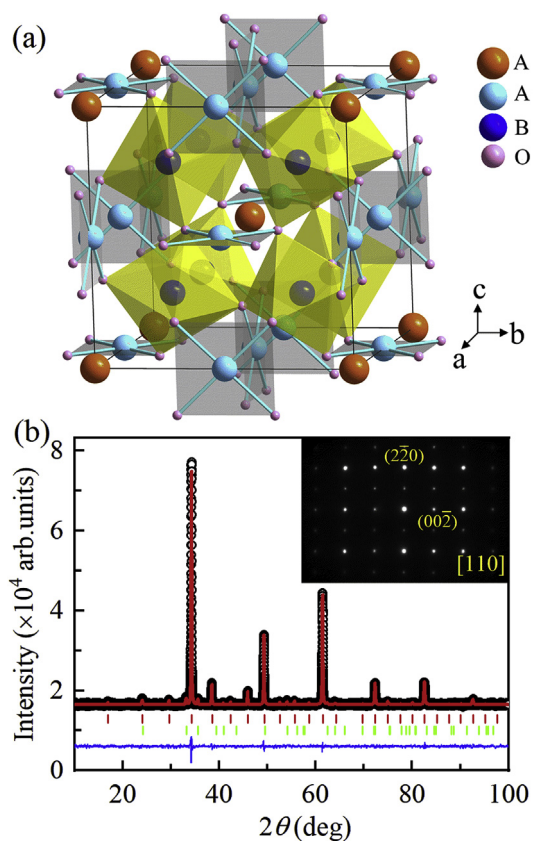 (a)
A
A
B
O
c
b
a
(b)
8
6
4
2
0
Intensity (×10⁴ arb.units)
(22̅0)
(002̅)
[110]
20
40
60
80
100
2θ (deg)